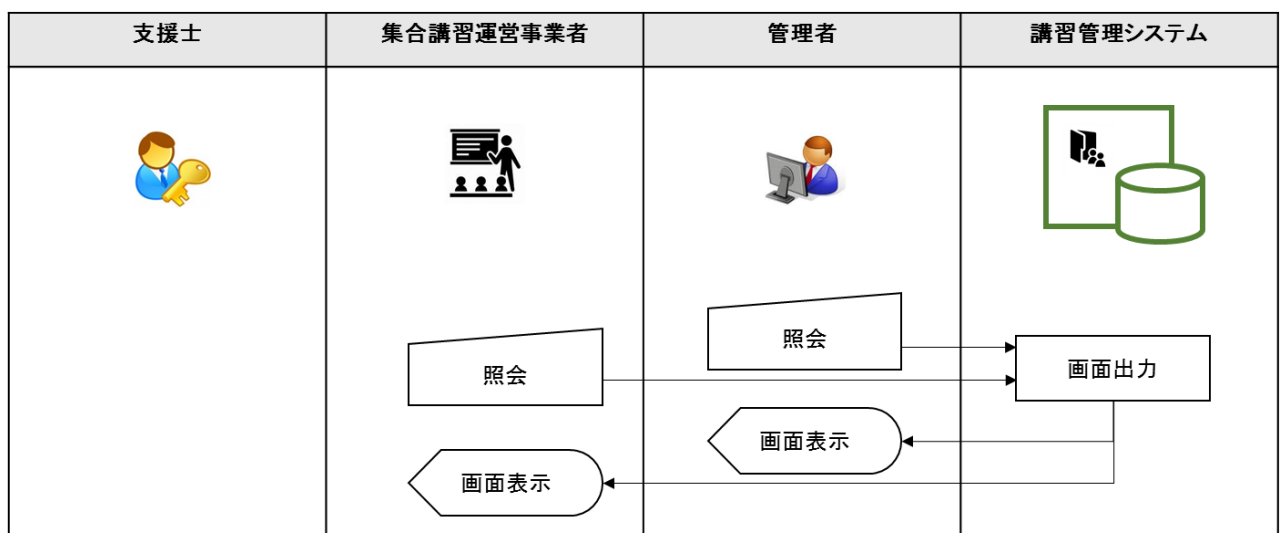 支援士
集合講習運営事業者
管理者
講習管理システム
照会
照会
画面出力
画面表示
画面表示